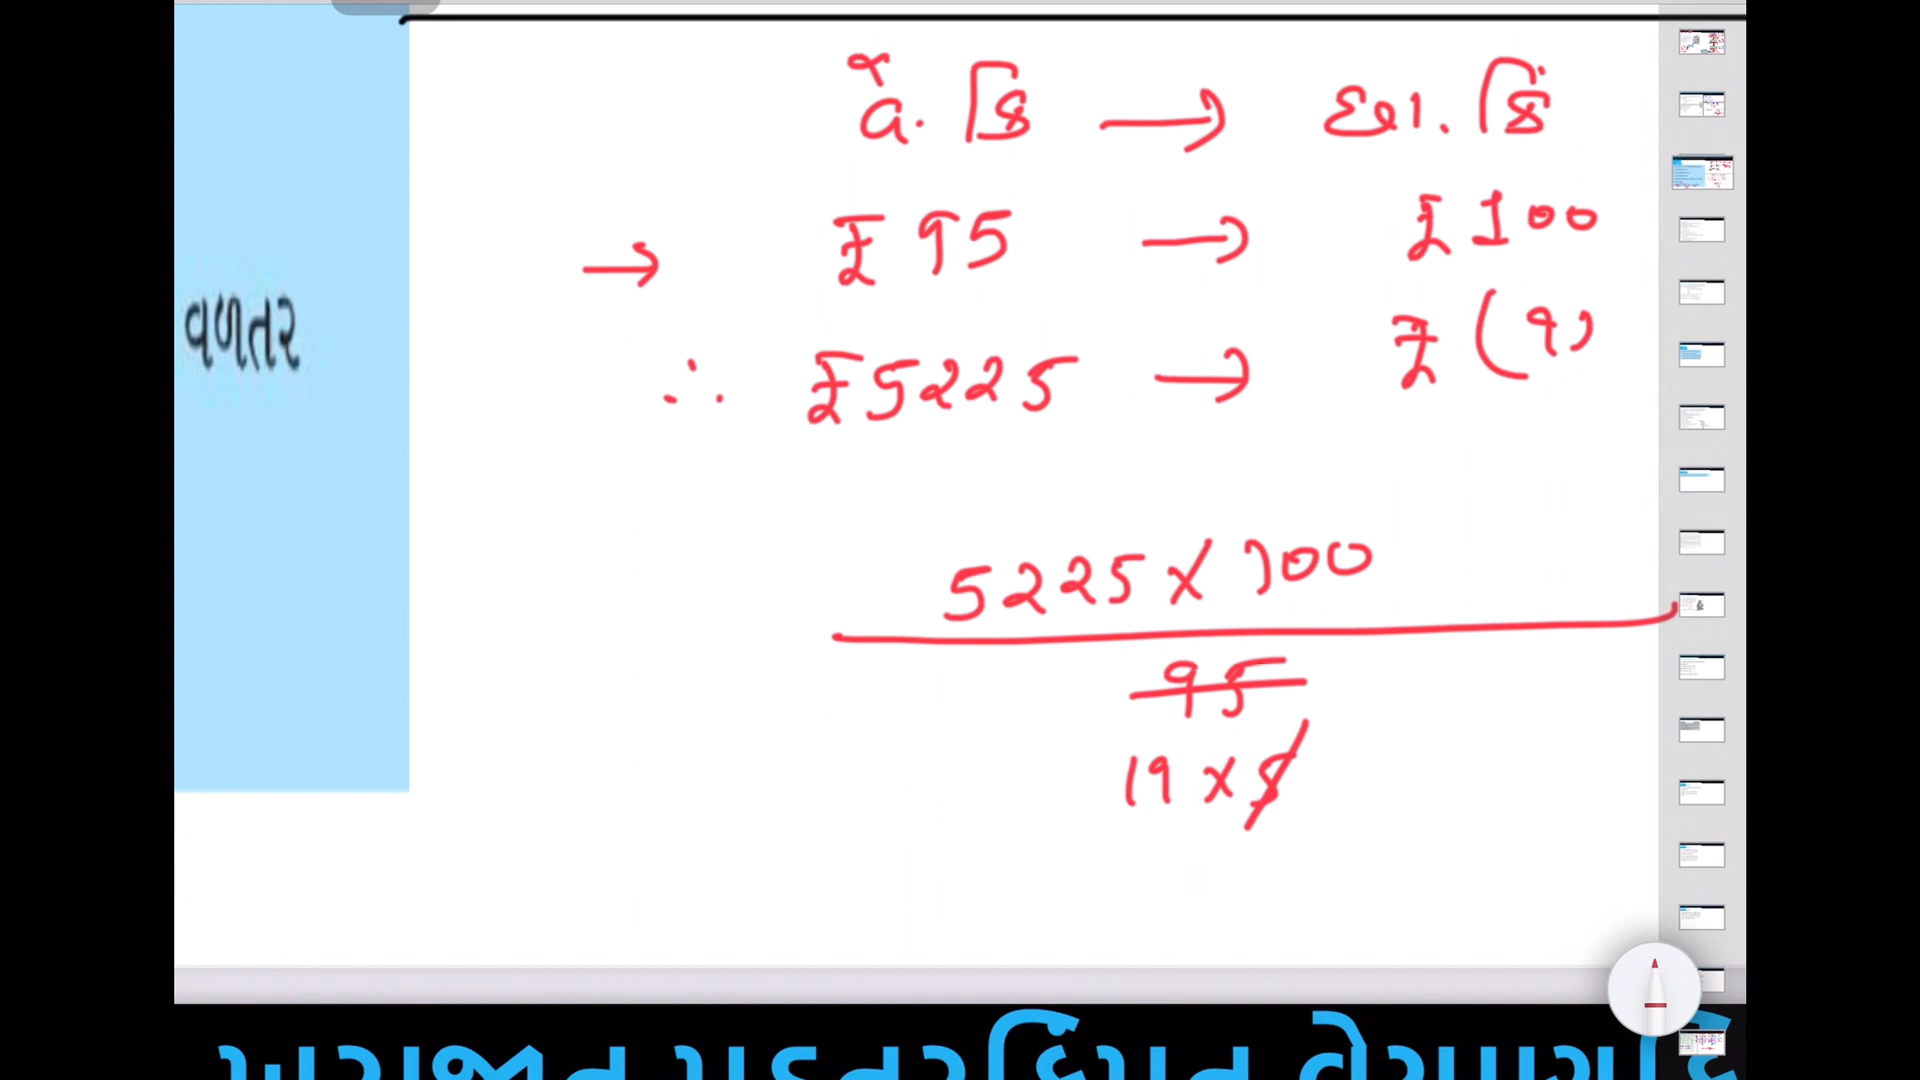 વે. કિં → છા. કિં
વળતર
→ ₹ 95 → ₹ 100
∴ ₹ 5225 → ₹ (?)
5225 × 100
95
19 × 5